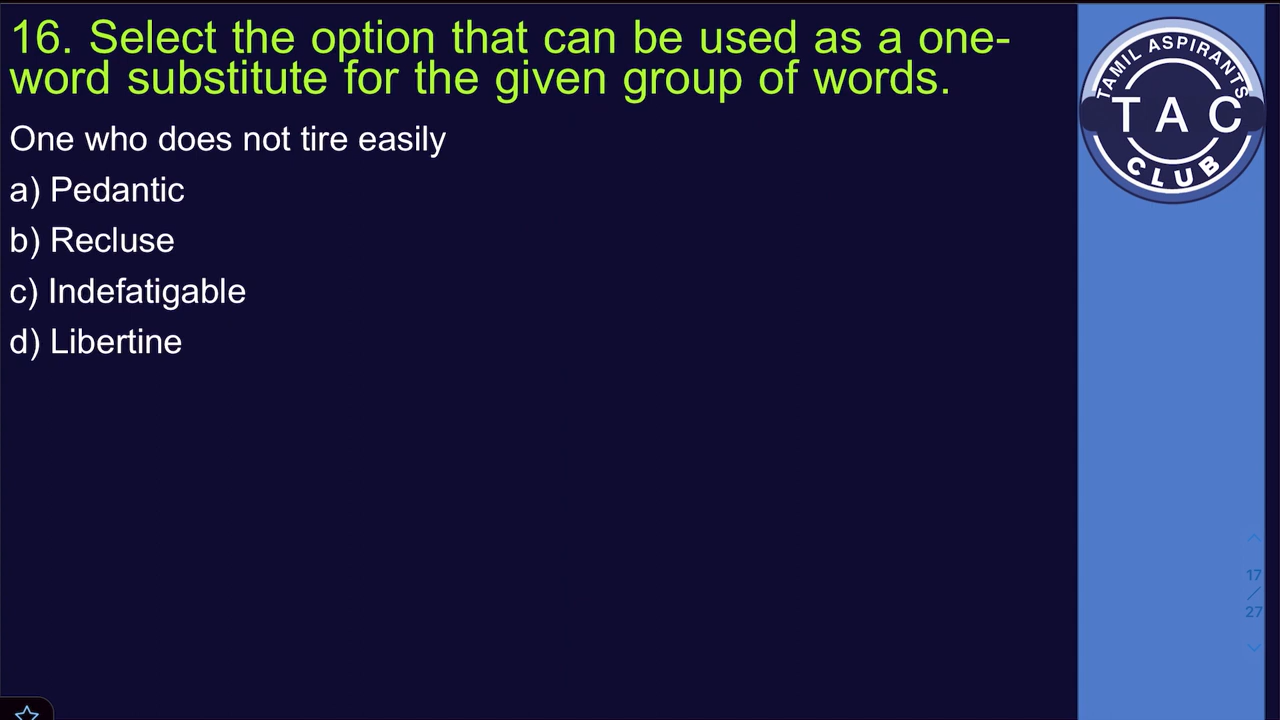 16. Select the option that can be used as a one-
word substitute for the given group of words.
One who does not tire easily
a) Pedantic
b) Recluse
c) Indefatigable
d) Libertine
TAMIL ASPIRANTS
TAC
CLUB
17
/
27